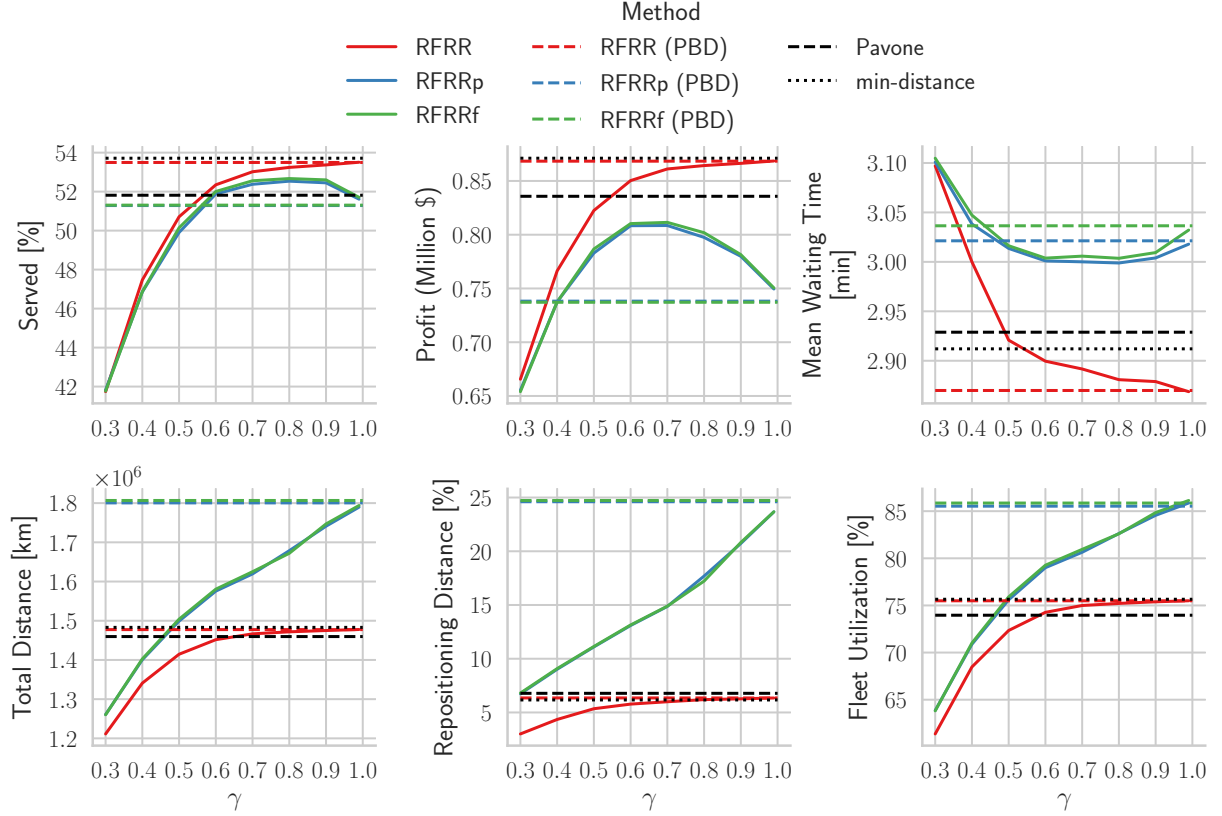 Method
RFRR
RFRRp
RFRRf
RFRR (PBD)
RFRRp (PBD)
RFRRf (PBD)
Pavone
min-distance
Served [%]
54
52
50
48
46
44
42
0.3 0.4 0.5 0.6 0.7 0.8 0.9 1.0
Profit (Million $)
0.85
0.80
0.75
0.70
0.65
0.3 0.4 0.5 0.6 0.7 0.8 0.9 1.0
Mean Waiting Time
[min]
3.10
3.05
3.00
2.95
2.90
0.3 0.4 0.5 0.6 0.7 0.8 0.9 1.0
×10⁶
Total Distance [km]
1.8
1.7
1.6
1.5
1.4
1.3
1.2
0.3 0.4 0.5 0.6 0.7 0.8 0.9 1.0
γ
Repositioning Distance [%]
25
20
15
10
5
0.3 0.4 0.5 0.6 0.7 0.8 0.9 1.0
γ
Fleet Utilization [%]
85
80
75
70
65
0.3 0.4 0.5 0.6 0.7 0.8 0.9 1.0
γ